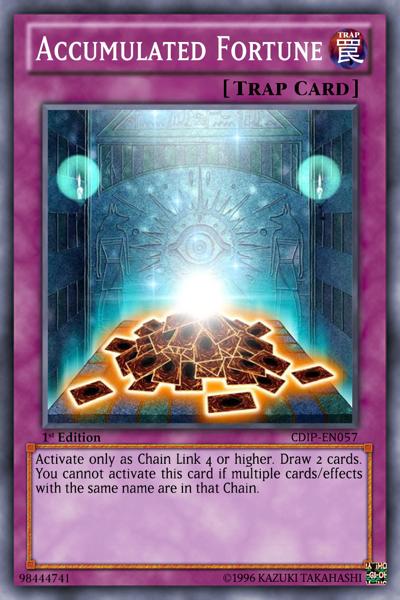 ACCUMULATED FORTUNE
TRAP
罠
[TRAP CARD]
1st Edition
CDIP-EN057
Activate only as Chain Link 4 or higher. Draw 2 cards.
You cannot activate this card if multiple cards/effects
with the same name are in that Chain.
98444741
©1996 KAZUKI TAKAHASHI